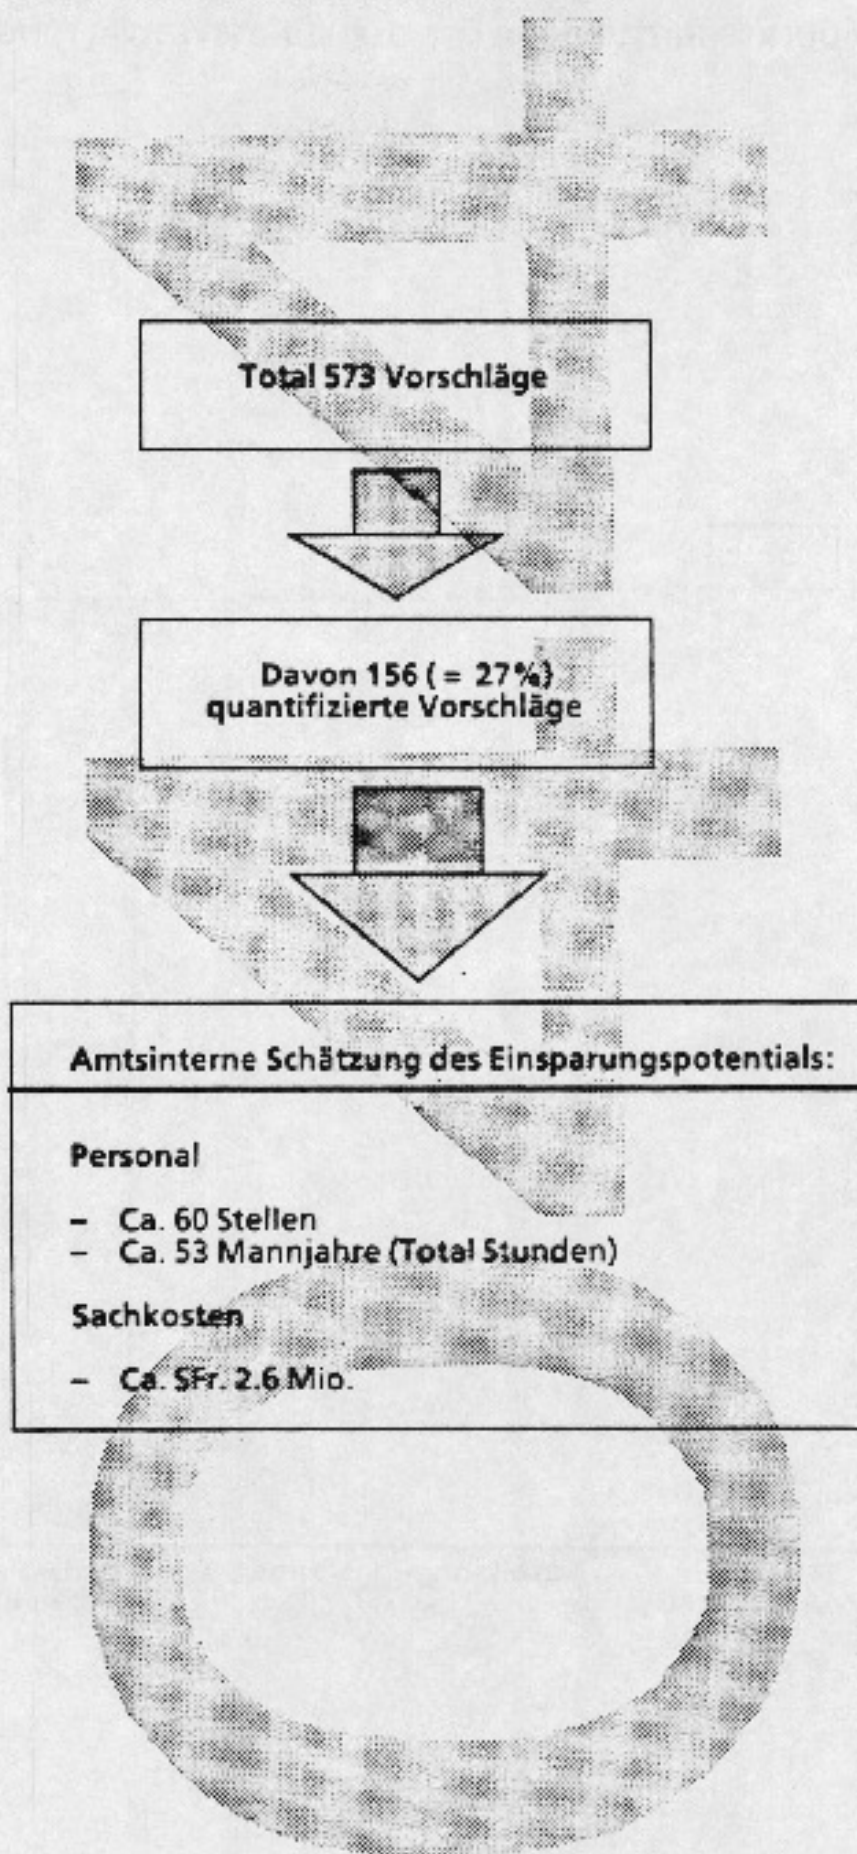 Total 573 Vorschläge
Davon 156 (= 27%)
quantifizierte Vorschläge
Amtsinterne Schätzung des Einsparungspotentials:
Personal
– Ca. 60 Stellen
– Ca. 53 Mannjahre (Total Stunden)
Sachkosten
– Ca. SFr. 2.6 Mio.